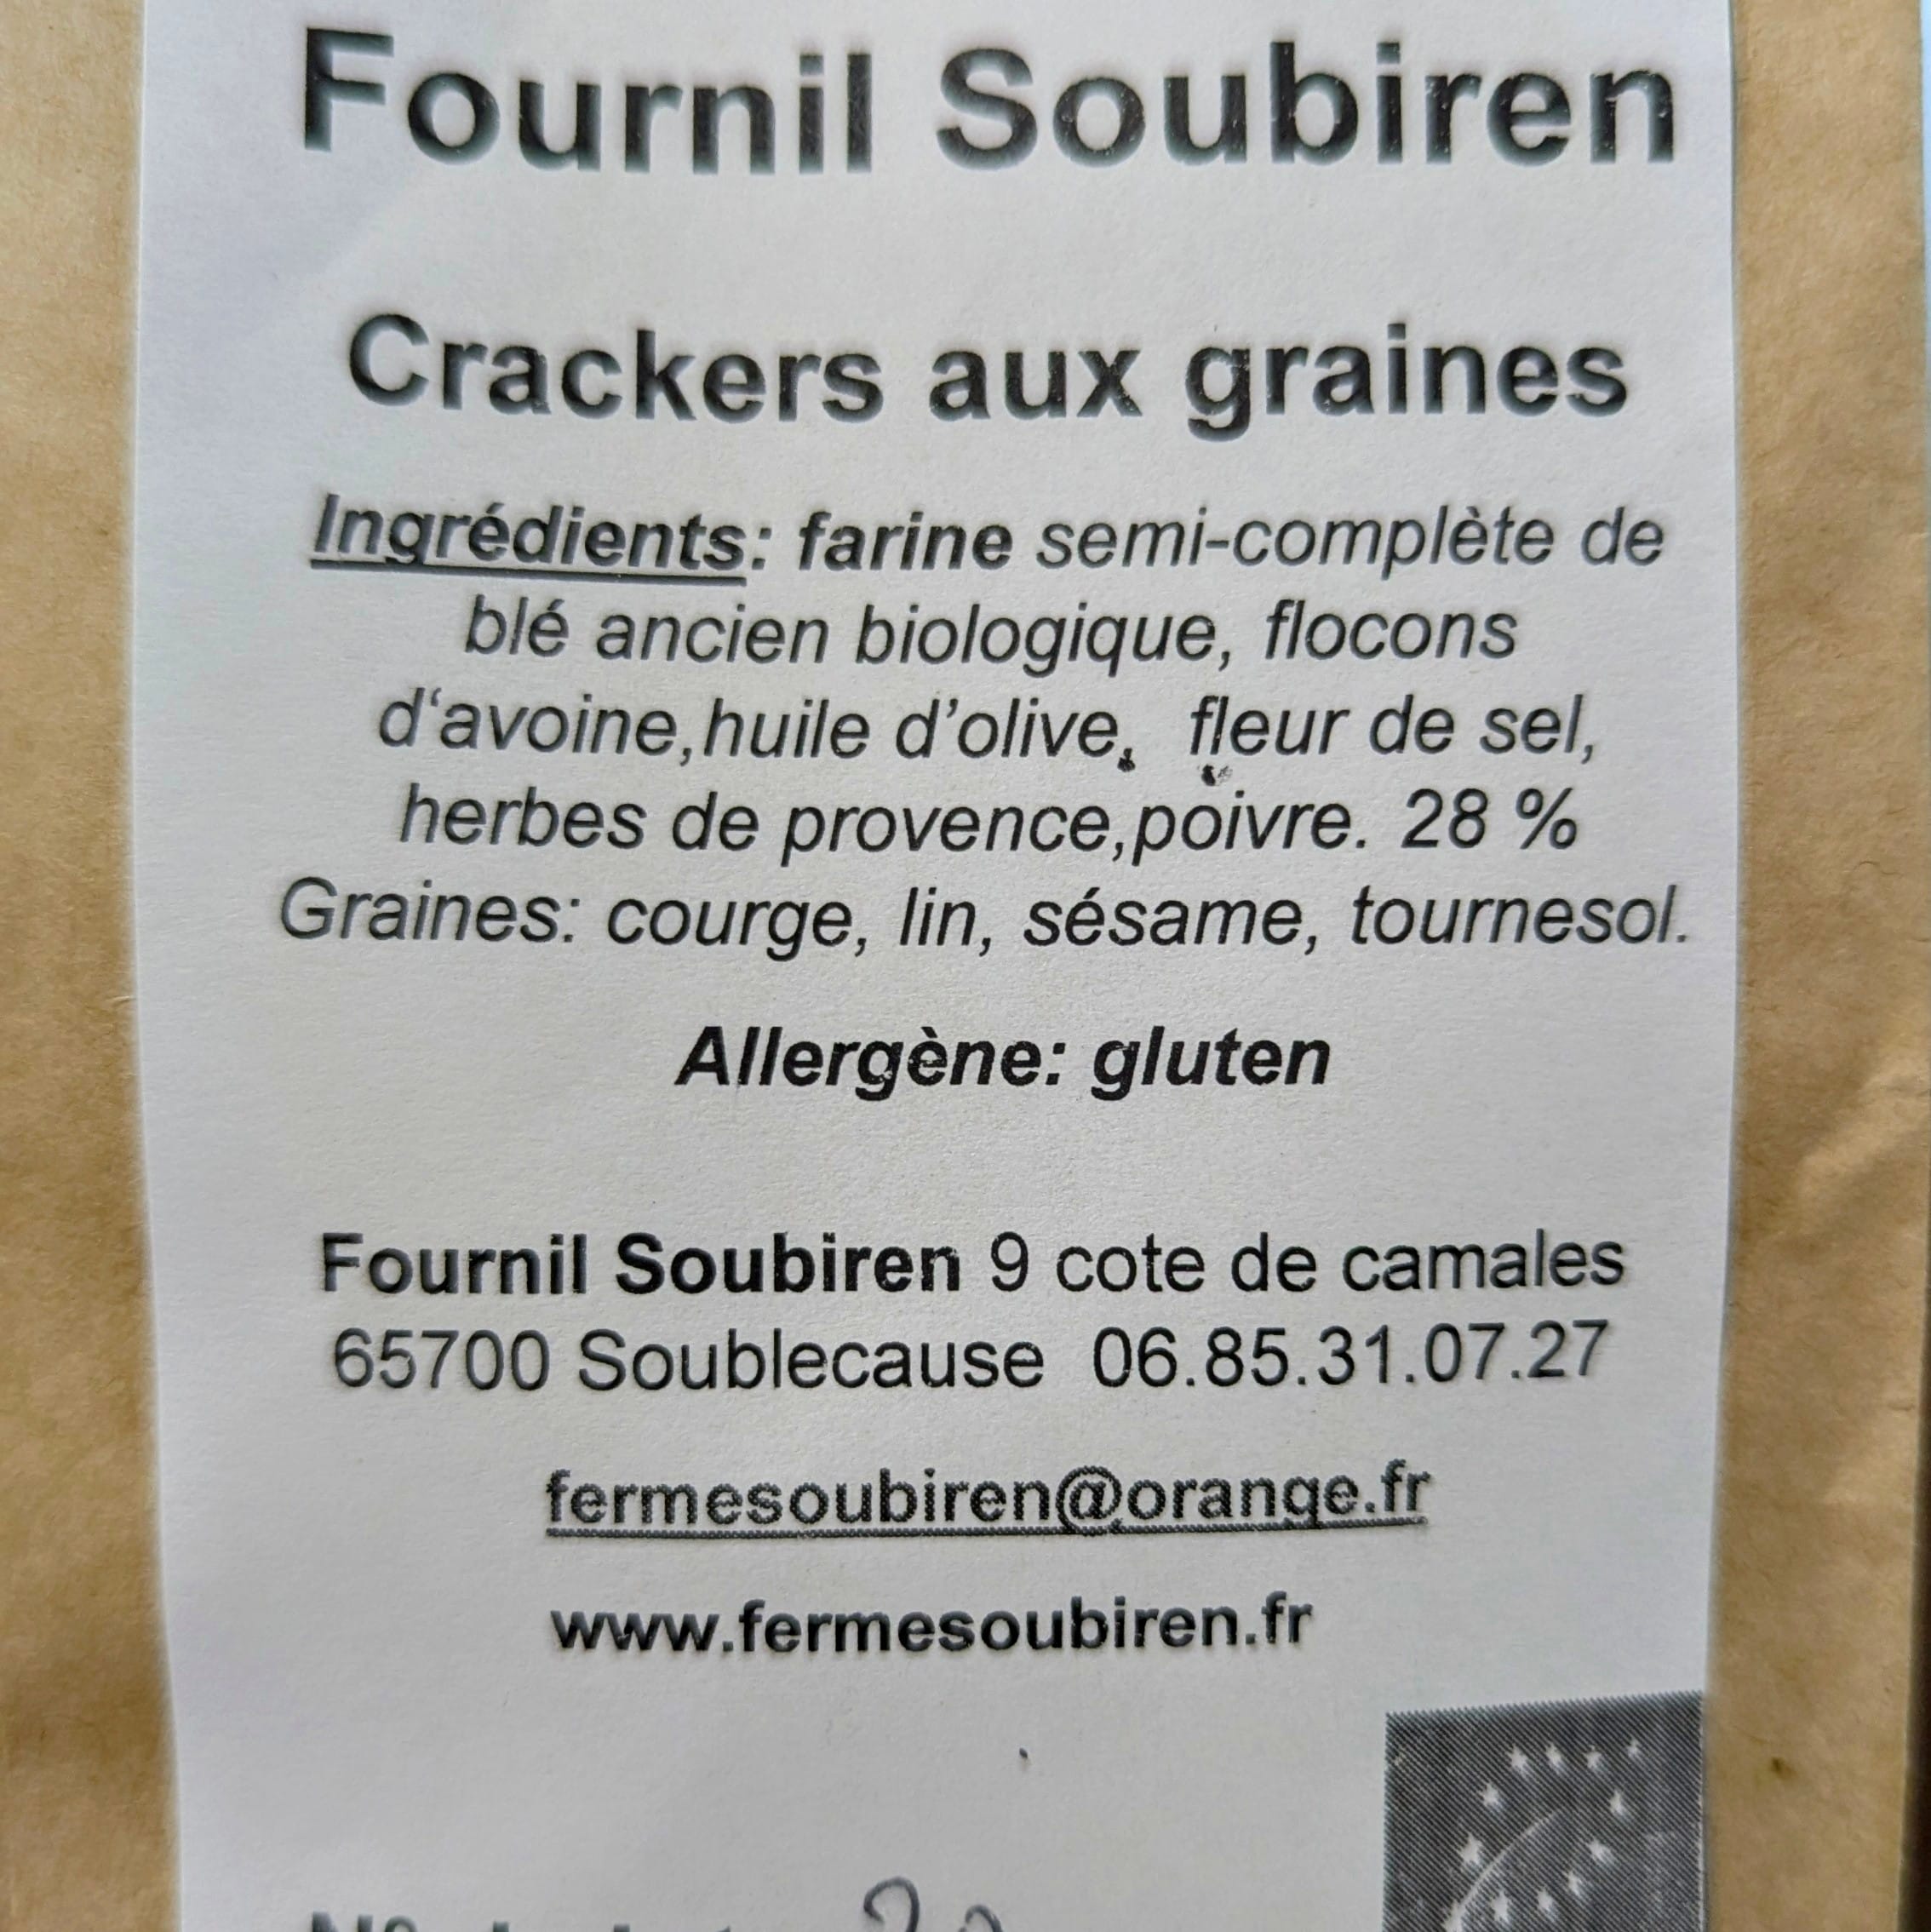 Fournil Soubiren
Crackers aux graines
Ingrédients: farine semi-complète de
blé ancien biologique, flocons
d‘avoine,huile d’olive, fleur de sel,
herbes de provence,poivre. 28 %
Graines: courge, lin, sésame, tournesol.
Allergène: gluten
Fournil Soubiren 9 cote de camales
65700 Soublecause 06.85.31.07.27
fermesoubiren@orange.fr
www.fermesoubiren.fr